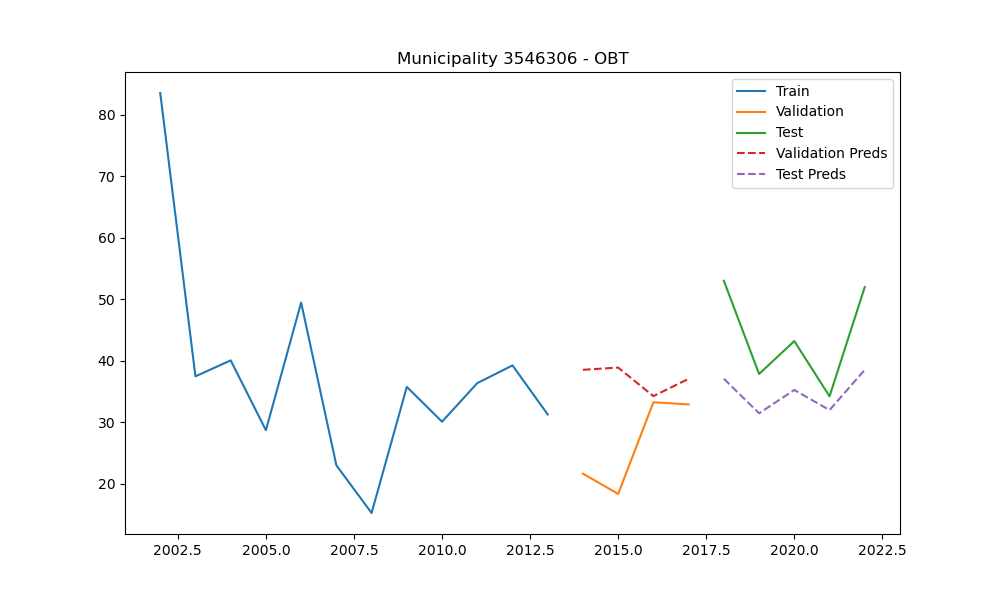 Municipality 3546306 - OBT
Train
Validation
Test
Validation Preds
Test Preds
80
70
60
50
40
30
20
2002.5 2005.0 2007.5 2010.0 2012.5 2015.0 2017.5 2020.0 2022.5